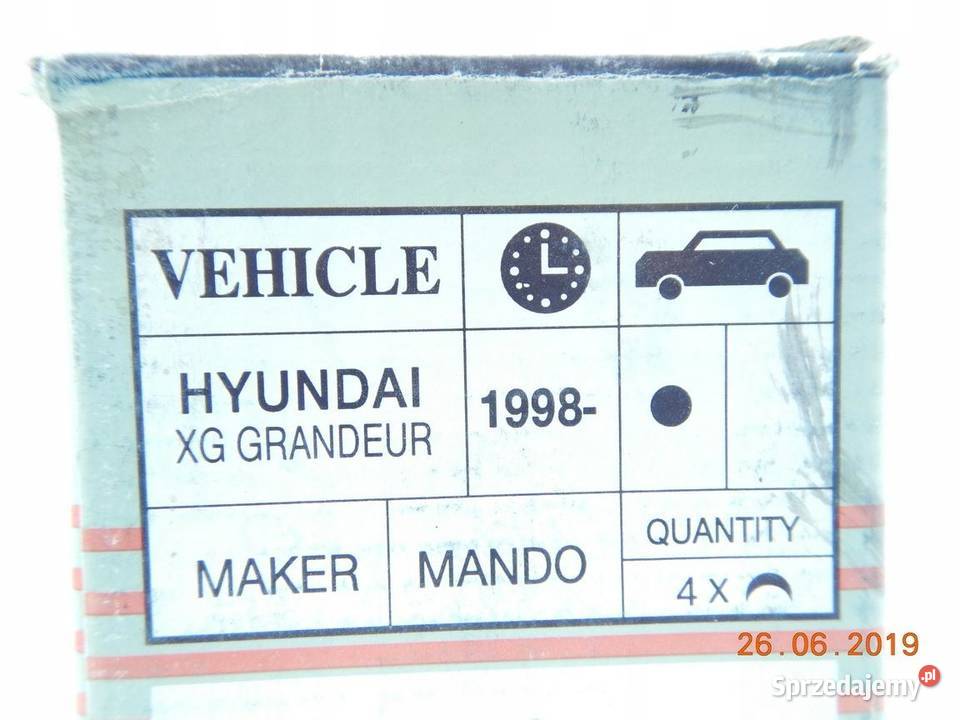 VEHICLE
HYUNDAI
XG GRANDEUR
1998-
MAKER
MANDO
QUANTITY
4 X
26.06.2019
Sprzedajemy.pl